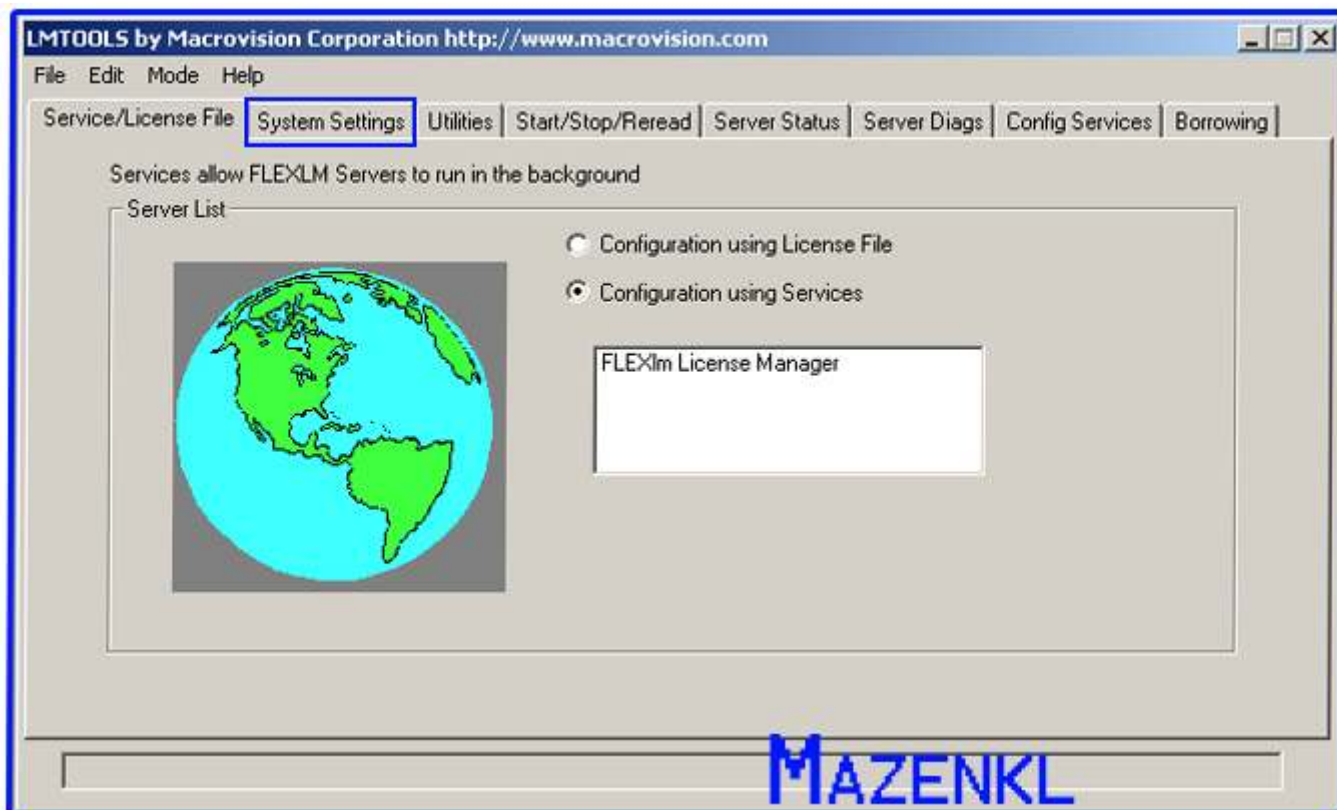 LMTOOLS by Macrovision Corporation http://www.macrovision.com
File Edit Mode Help
Service/License File System Settings Utilities Start/Stop/Reread Server Status Server Diags Config Services Borrowing
Services allow FLEXLM Servers to run in the background
Server List
Configuration using License File
Configuration using Services
FLEXlm License Manager
MAZENKL